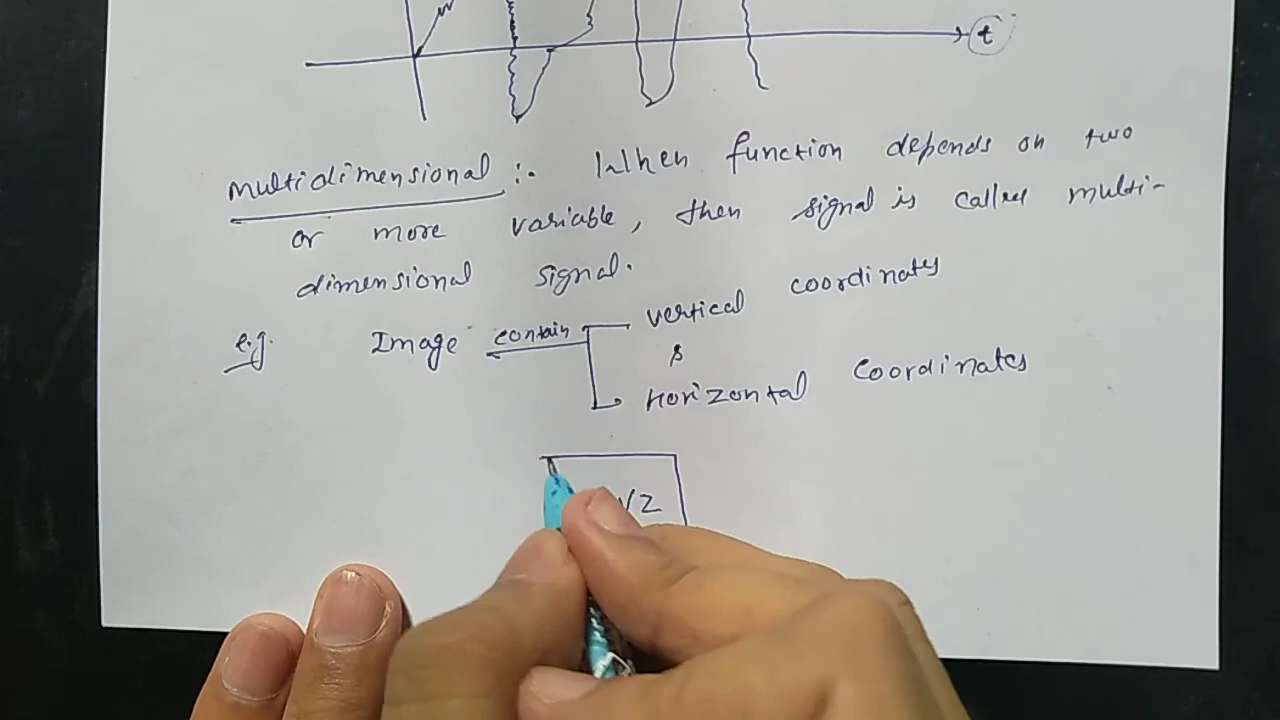 t
multidimensional :- When function depends on two
or more variable, then signal is called multi-
dimensional signal.
e.g. Image contain vertical coordinates
&
Horizontal coordinates